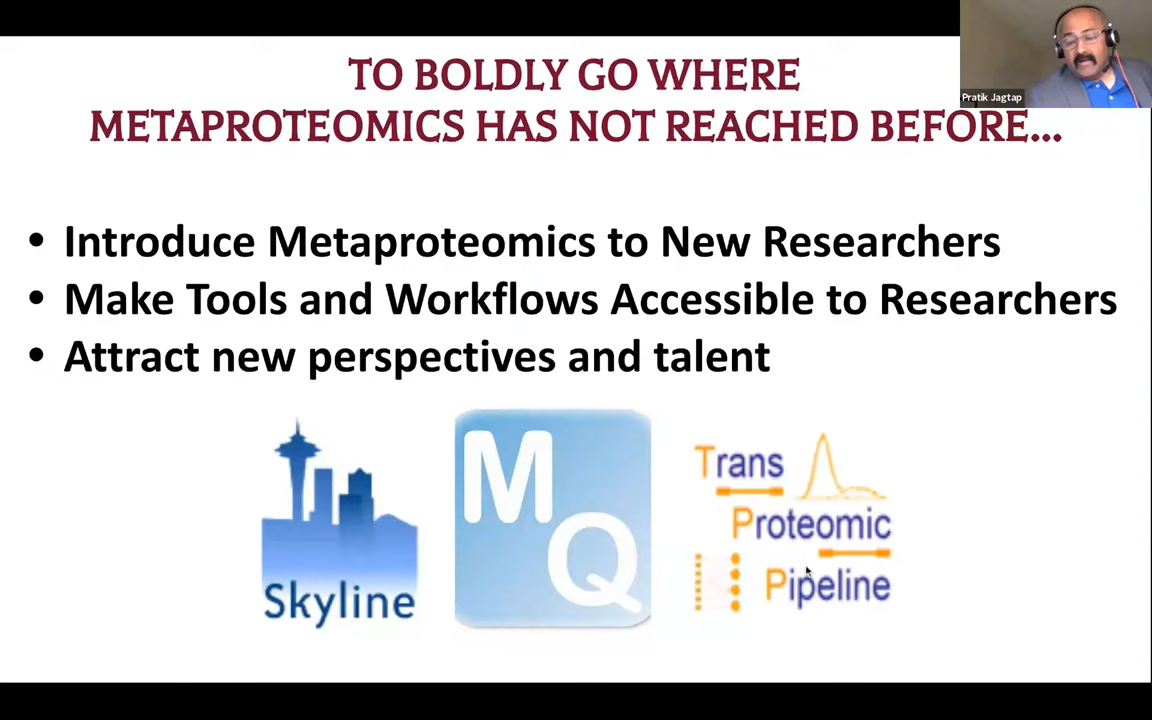 TO BOLDLY GO WHERE
METAPROTEOMICS HAS NOT REACHED BEFORE...
Pratik Jagtap
• Introduce Metaproteomics to New Researchers
• Make Tools and Workflows Accessible to Researchers
• Attract new perspectives and talent
Skyline
M
Q
Trans
Proteomic
Pipeline